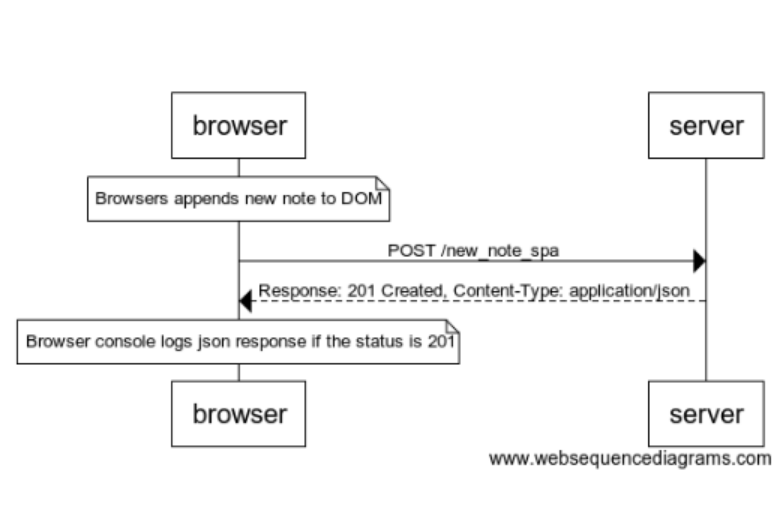 browser
server
Browsers appends new note to DOM
POST /new_note_spa
Response: 201 Created, Content-Type: application/json
Browser console logs json response if the status is 201
browser
server
www.websequencediagrams.com